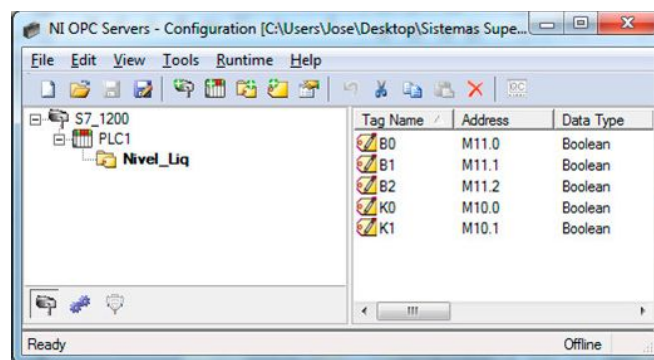 NI OPC Servers - Configuration [C:\Users\Jose\Desktop\Sistemas Supe...
File Edit View Tools Runtime Help
S7_1200
PLC1
Nivel_Liq
Tag Name Address Data Type
B0 M11.0 Boolean
B1 M11.1 Boolean
B2 M11.2 Boolean
K0 M10.0 Boolean
K1 M10.1 Boolean
Ready Offline